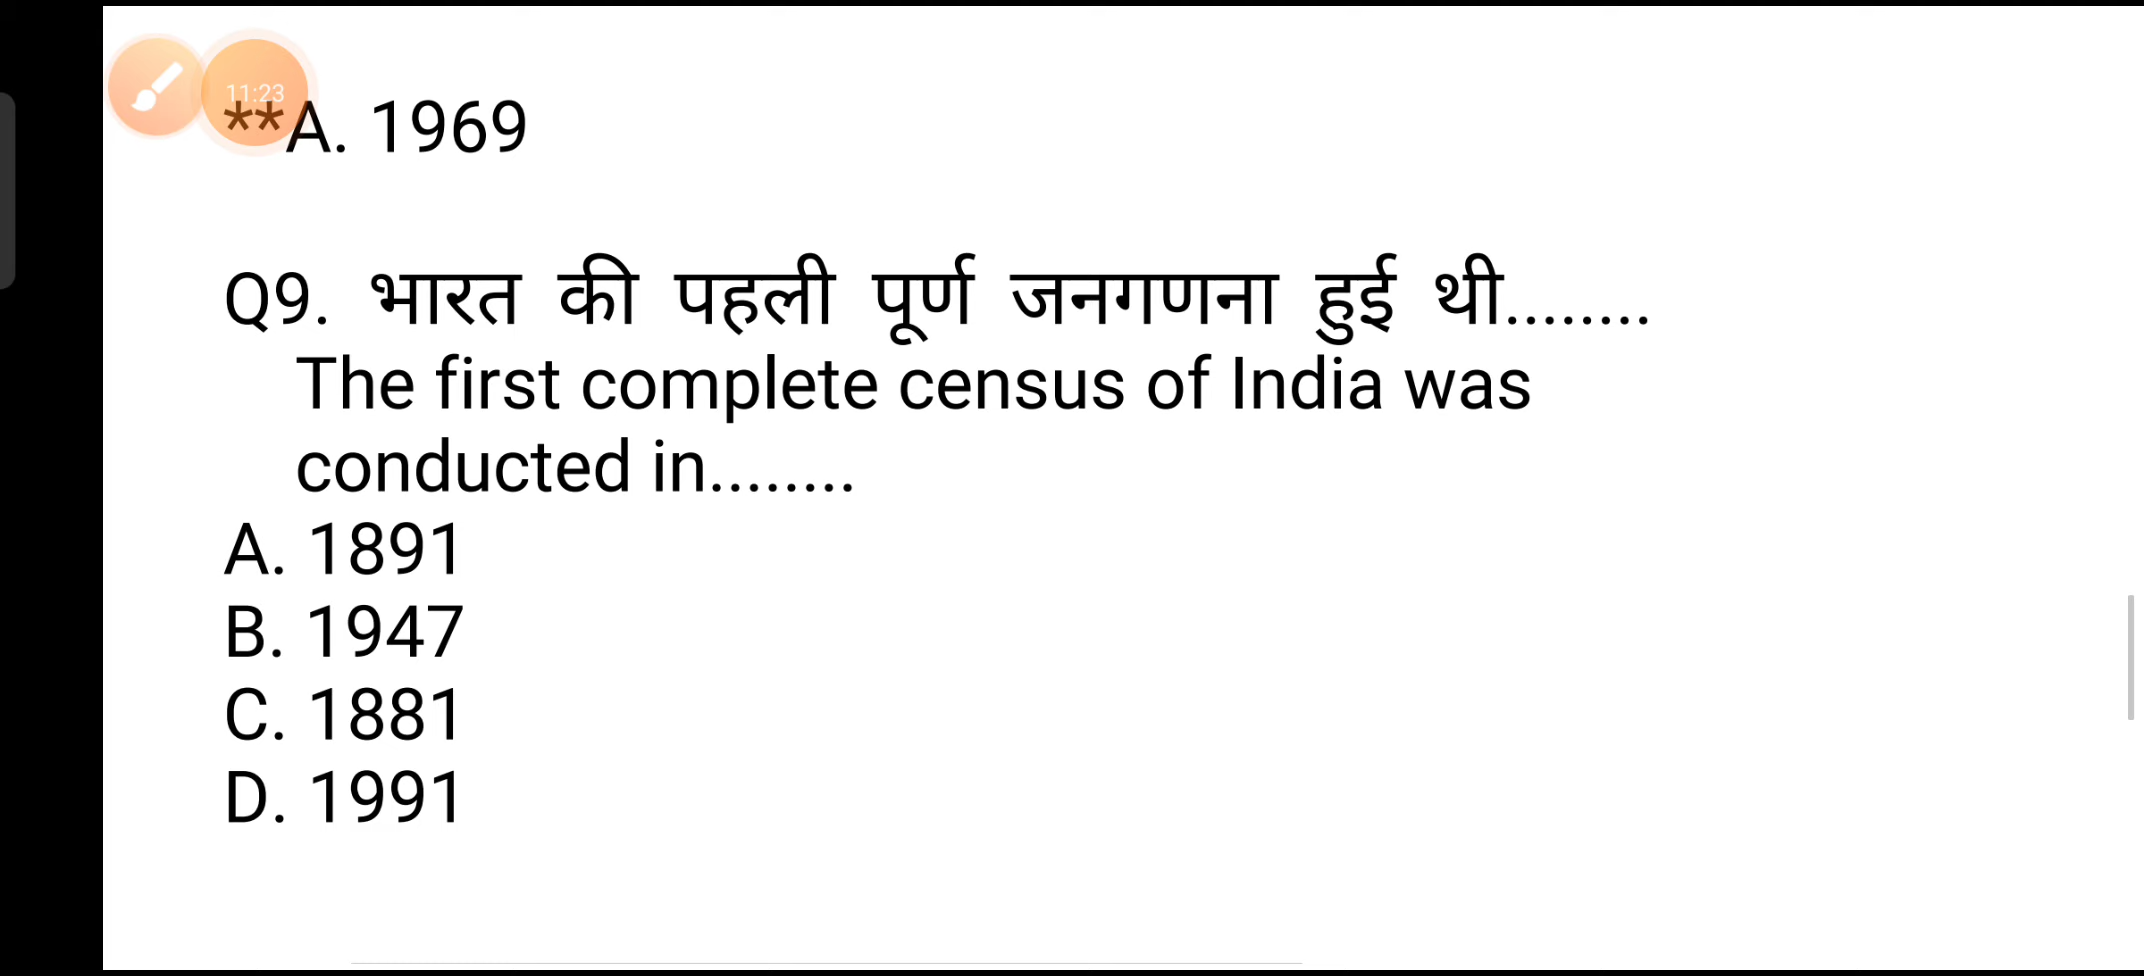 11:23
**A. 1969
Q9. भारत की पहली पूर्ण जनगणना हुई थी........
The first complete census of India was
conducted in........
A. 1891
B. 1947
C. 1881
D. 1991